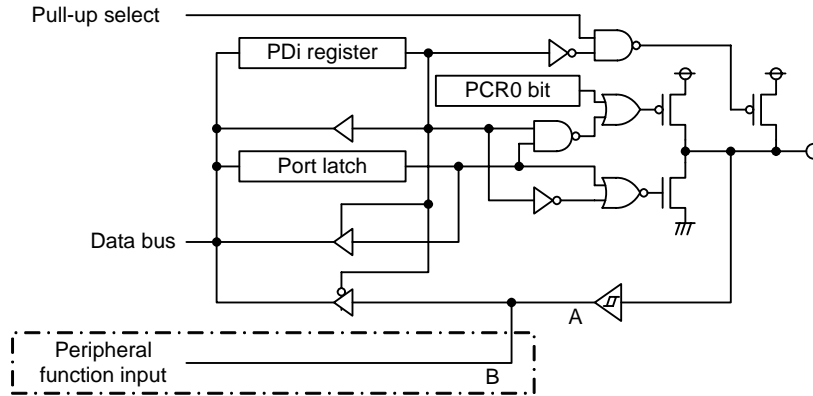 Pull-up select
PDi register
PCR0 bit
Port latch
Data bus
A
Peripheral
function input
B